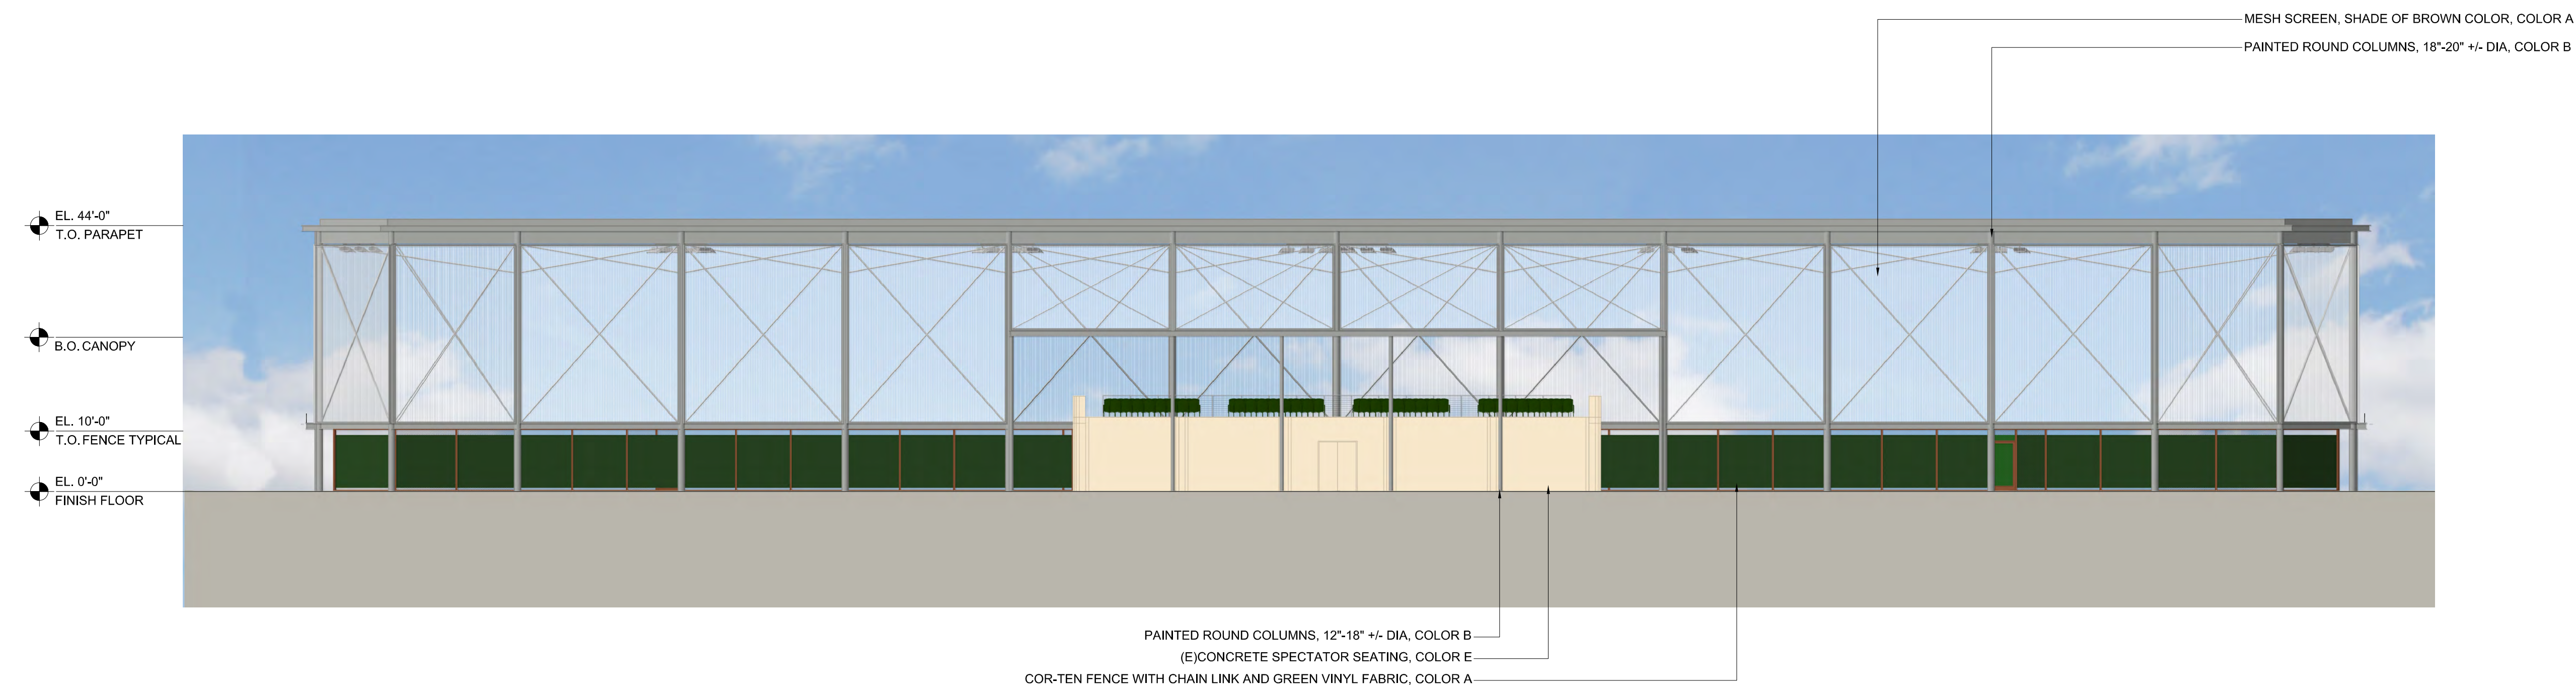 MESH SCREEN, SHADE OF BROWN COLOR, COLOR A
PAINTED ROUND COLUMNS, 18"-20" +/- DIA, COLOR B
EL. 44'-0"
T.O. PARAPET
B.O. CANOPY
EL. 10'-0"
T.O. FENCE TYPICAL
EL. 0'-0"
FINISH FLOOR
PAINTED ROUND COLUMNS, 12"-18" +/- DIA, COLOR B
(E)CONCRETE SPECTATOR SEATING, COLOR E
COR-TEN FENCE WITH CHAIN LINK AND GREEN VINYL FABRIC, COLOR A